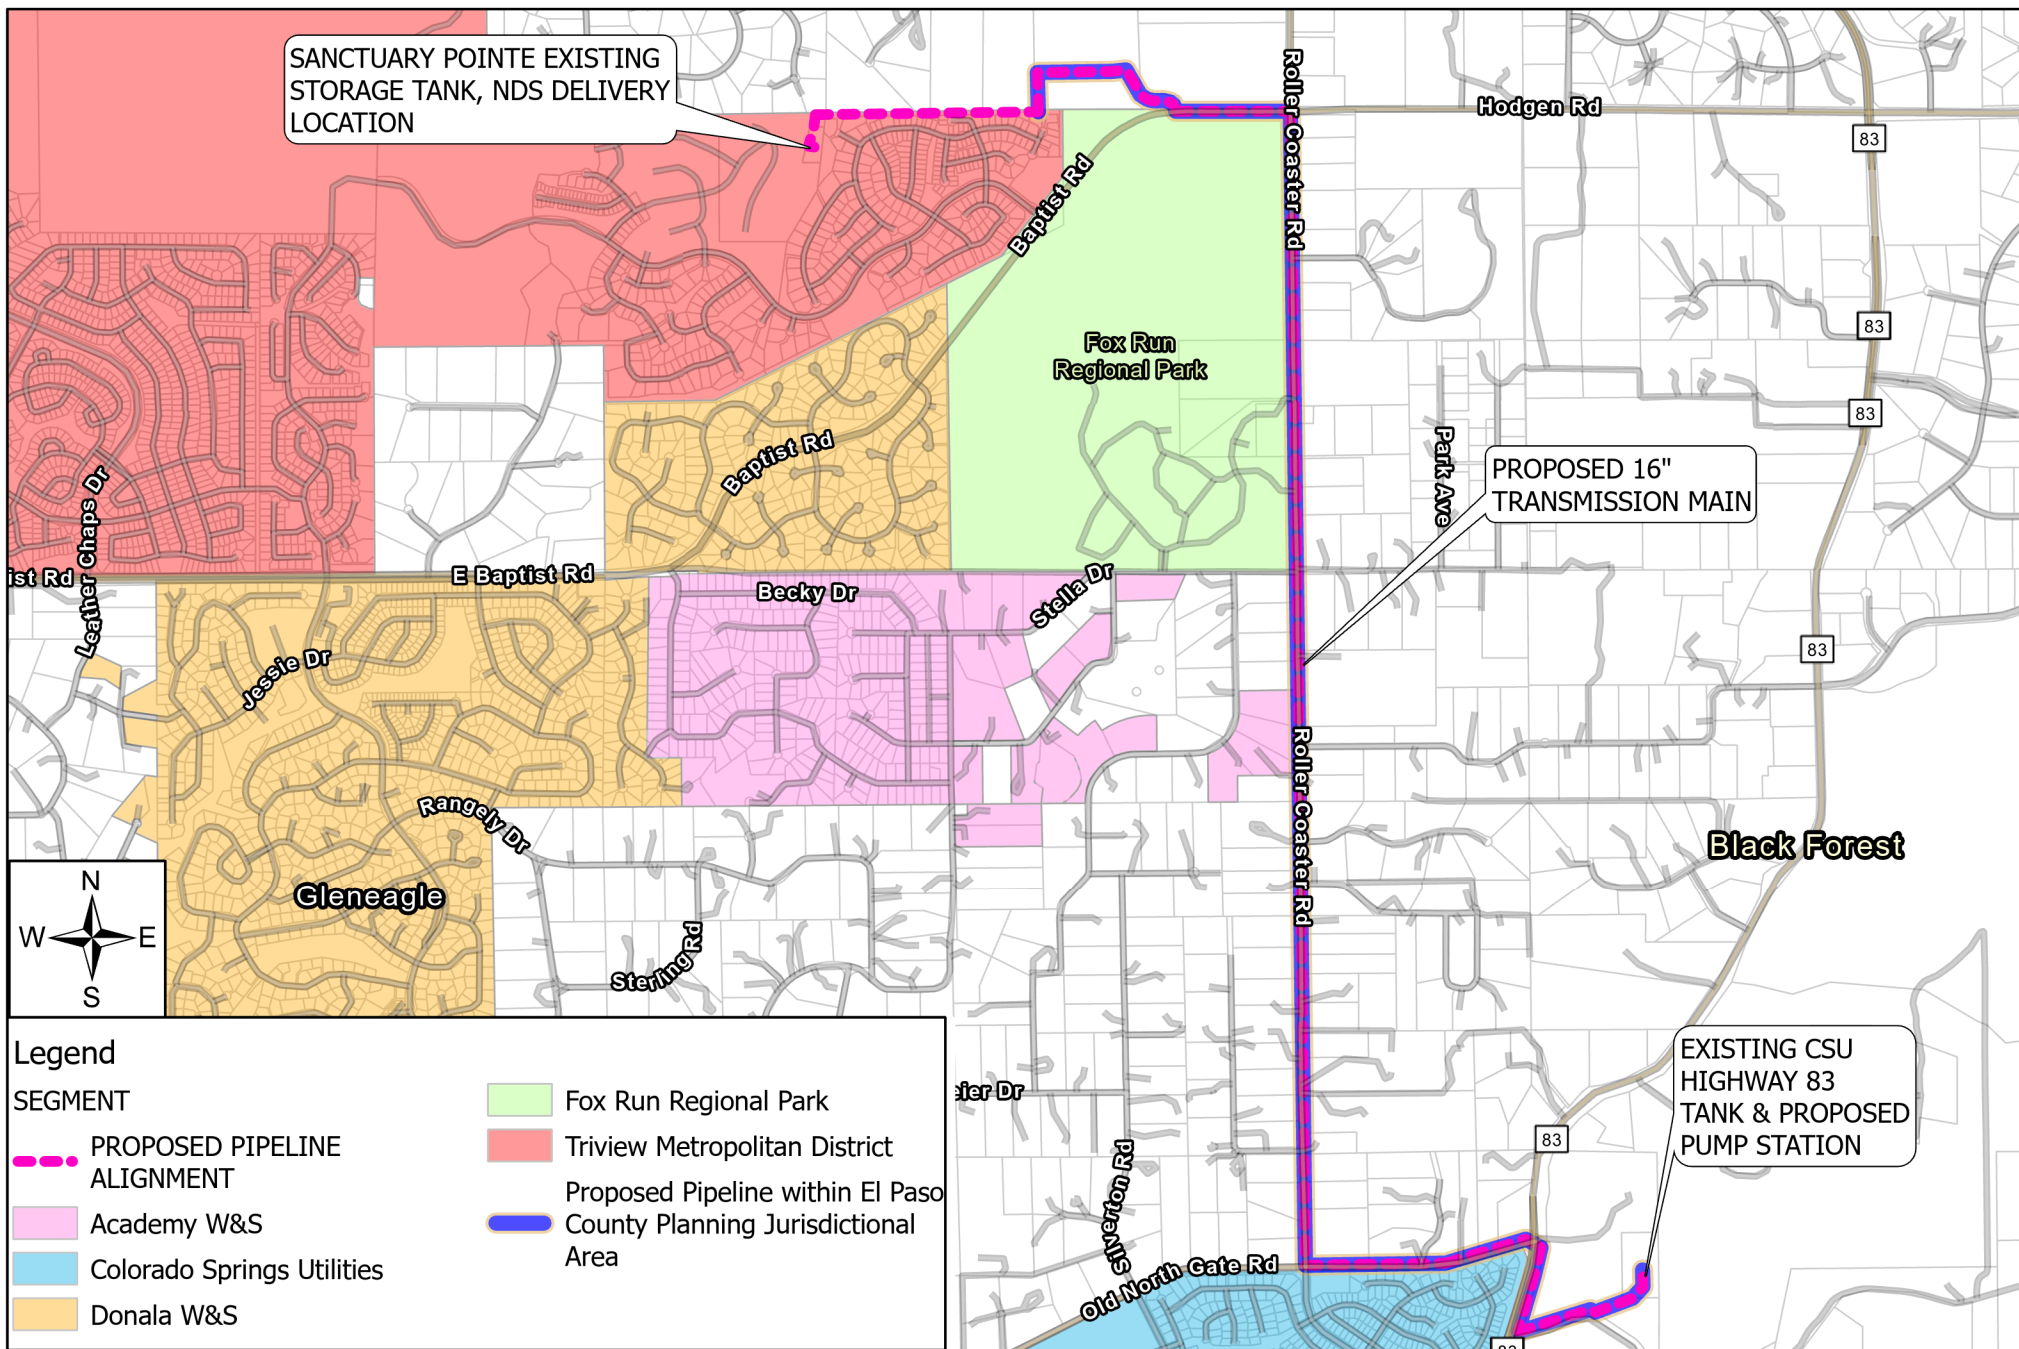 SANCTUARY POINTE EXISTING
STORAGE TANK, NDS DELIVERY
LOCATION
Roller Coaster Rd
Hodgen Rd
83
Baptist Rd
83
Fox Run
Regional Park
83
Baptist Rd
Park Ave
PROPOSED 16"
TRANSMISSION MAIN
Leather Chaps Dr
ist Rd
E Baptist Rd
Becky Dr
Stella Dr
83
Jessie Dr
Roller Coaster Rd
Rangely Dr
Black Forest
Gleneagle
Sterling Rd
N
W
E
S
eier Dr
EXISTING CSU
HIGHWAY 83
TANK & PROPOSED
PUMP STATION
83
Silverton Rd
Old North Gate Rd
83
Legend
SEGMENT
PROPOSED PIPELINE
ALIGNMENT
Academy W&S
Colorado Springs Utilities
Donala W&S
Fox Run Regional Park
Triview Metropolitan District
Proposed Pipeline within El Paso
County Planning Jurisdictional
Area